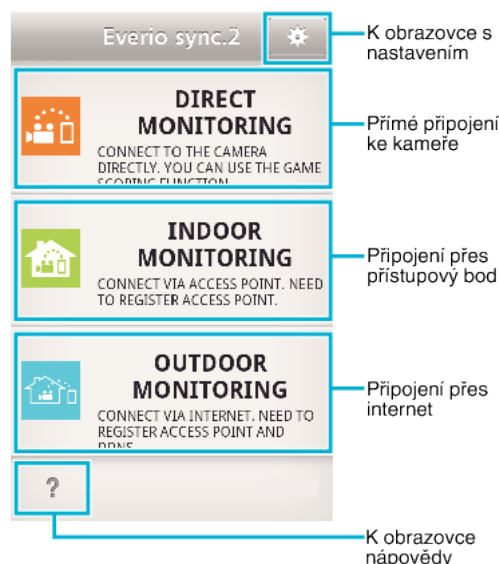 Everio sync.2
K obrazovce s
nastavením
DIRECT
MONITORING
CONNECT TO THE CAMERA
DIRECTLY. YOU CAN USE THE GAME
SCORING FUNCTION
Přímé připojení
ke kameře
INDOOR
MONITORING
CONNECT VIA ACCESS POINT. NEED
TO REGISTER ACCESS POINT.
Připojení přes
přístupový bod
OUTDOOR
MONITORING
CONNECT VIA INTERNET. NEED TO
REGISTER ACCESS POINT AND
Připojení přes
internet
?
K obrazovce
nápovědy